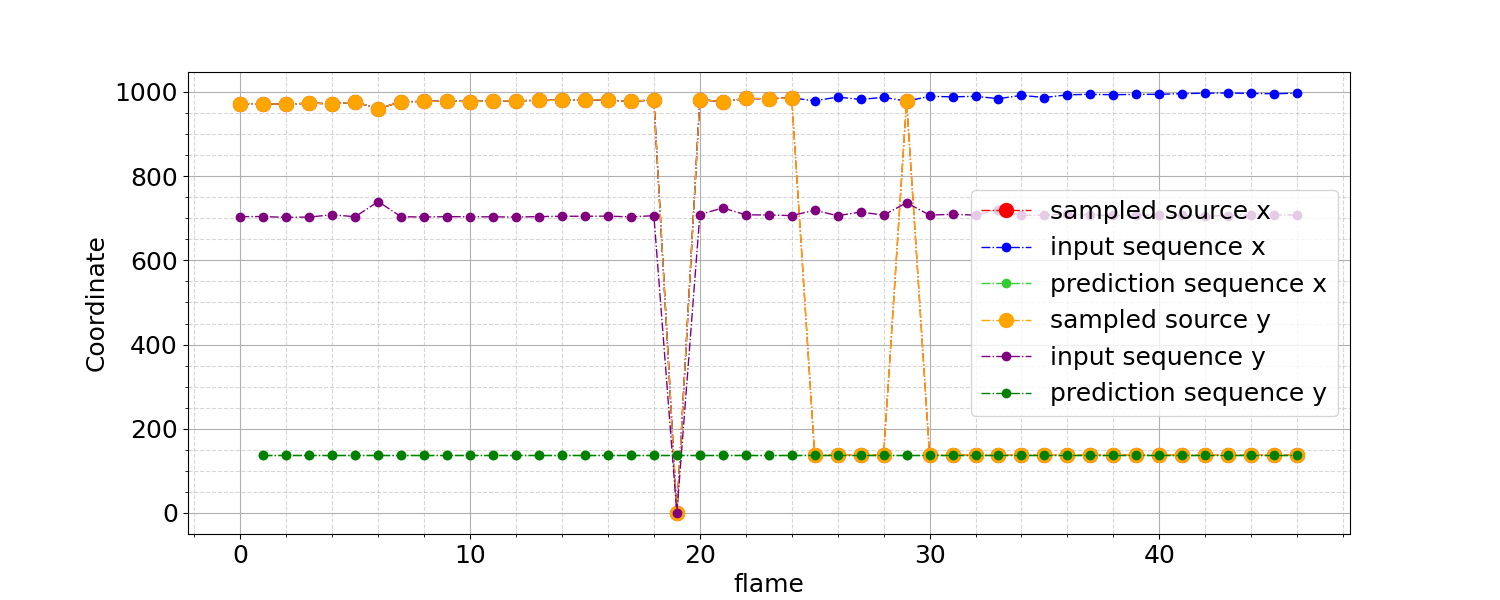 1000
800
600
400
200
0
Coordinate
0 10 20 30 40
flame
sampled source x
input sequence x
prediction sequence x
sampled source y
input sequence y
prediction sequence y